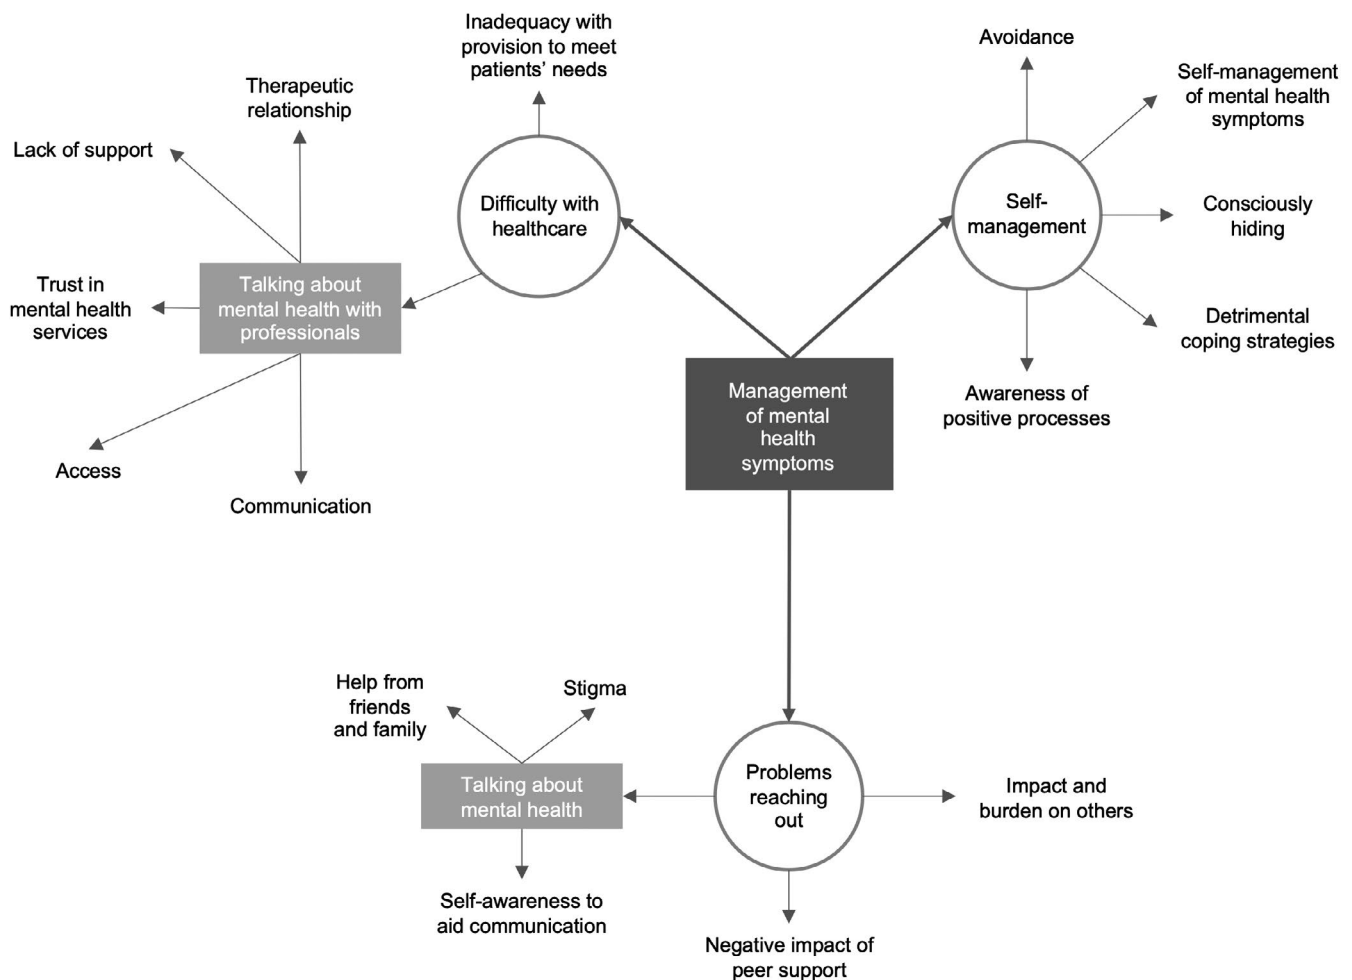 Inadequacy with
provision to meet
patients' needs
Avoidance
Therapeutic
relationship
Self-management
of mental health
symptoms
Lack of support
Difficulty with
healthcare
Self-
management
Consciously
hiding
Trust in
mental health
services
Talking about
mental health with
professionals
Detrimental
coping strategies
Management
of mental
health
symptoms
Awareness of
positive processes
Access
Communication
Help from
friends
and family
Stigma
Talking about
mental health
Problems
reaching
out
Impact and
burden on others
Self-awareness to
aid communication
Negative impact of
peer support